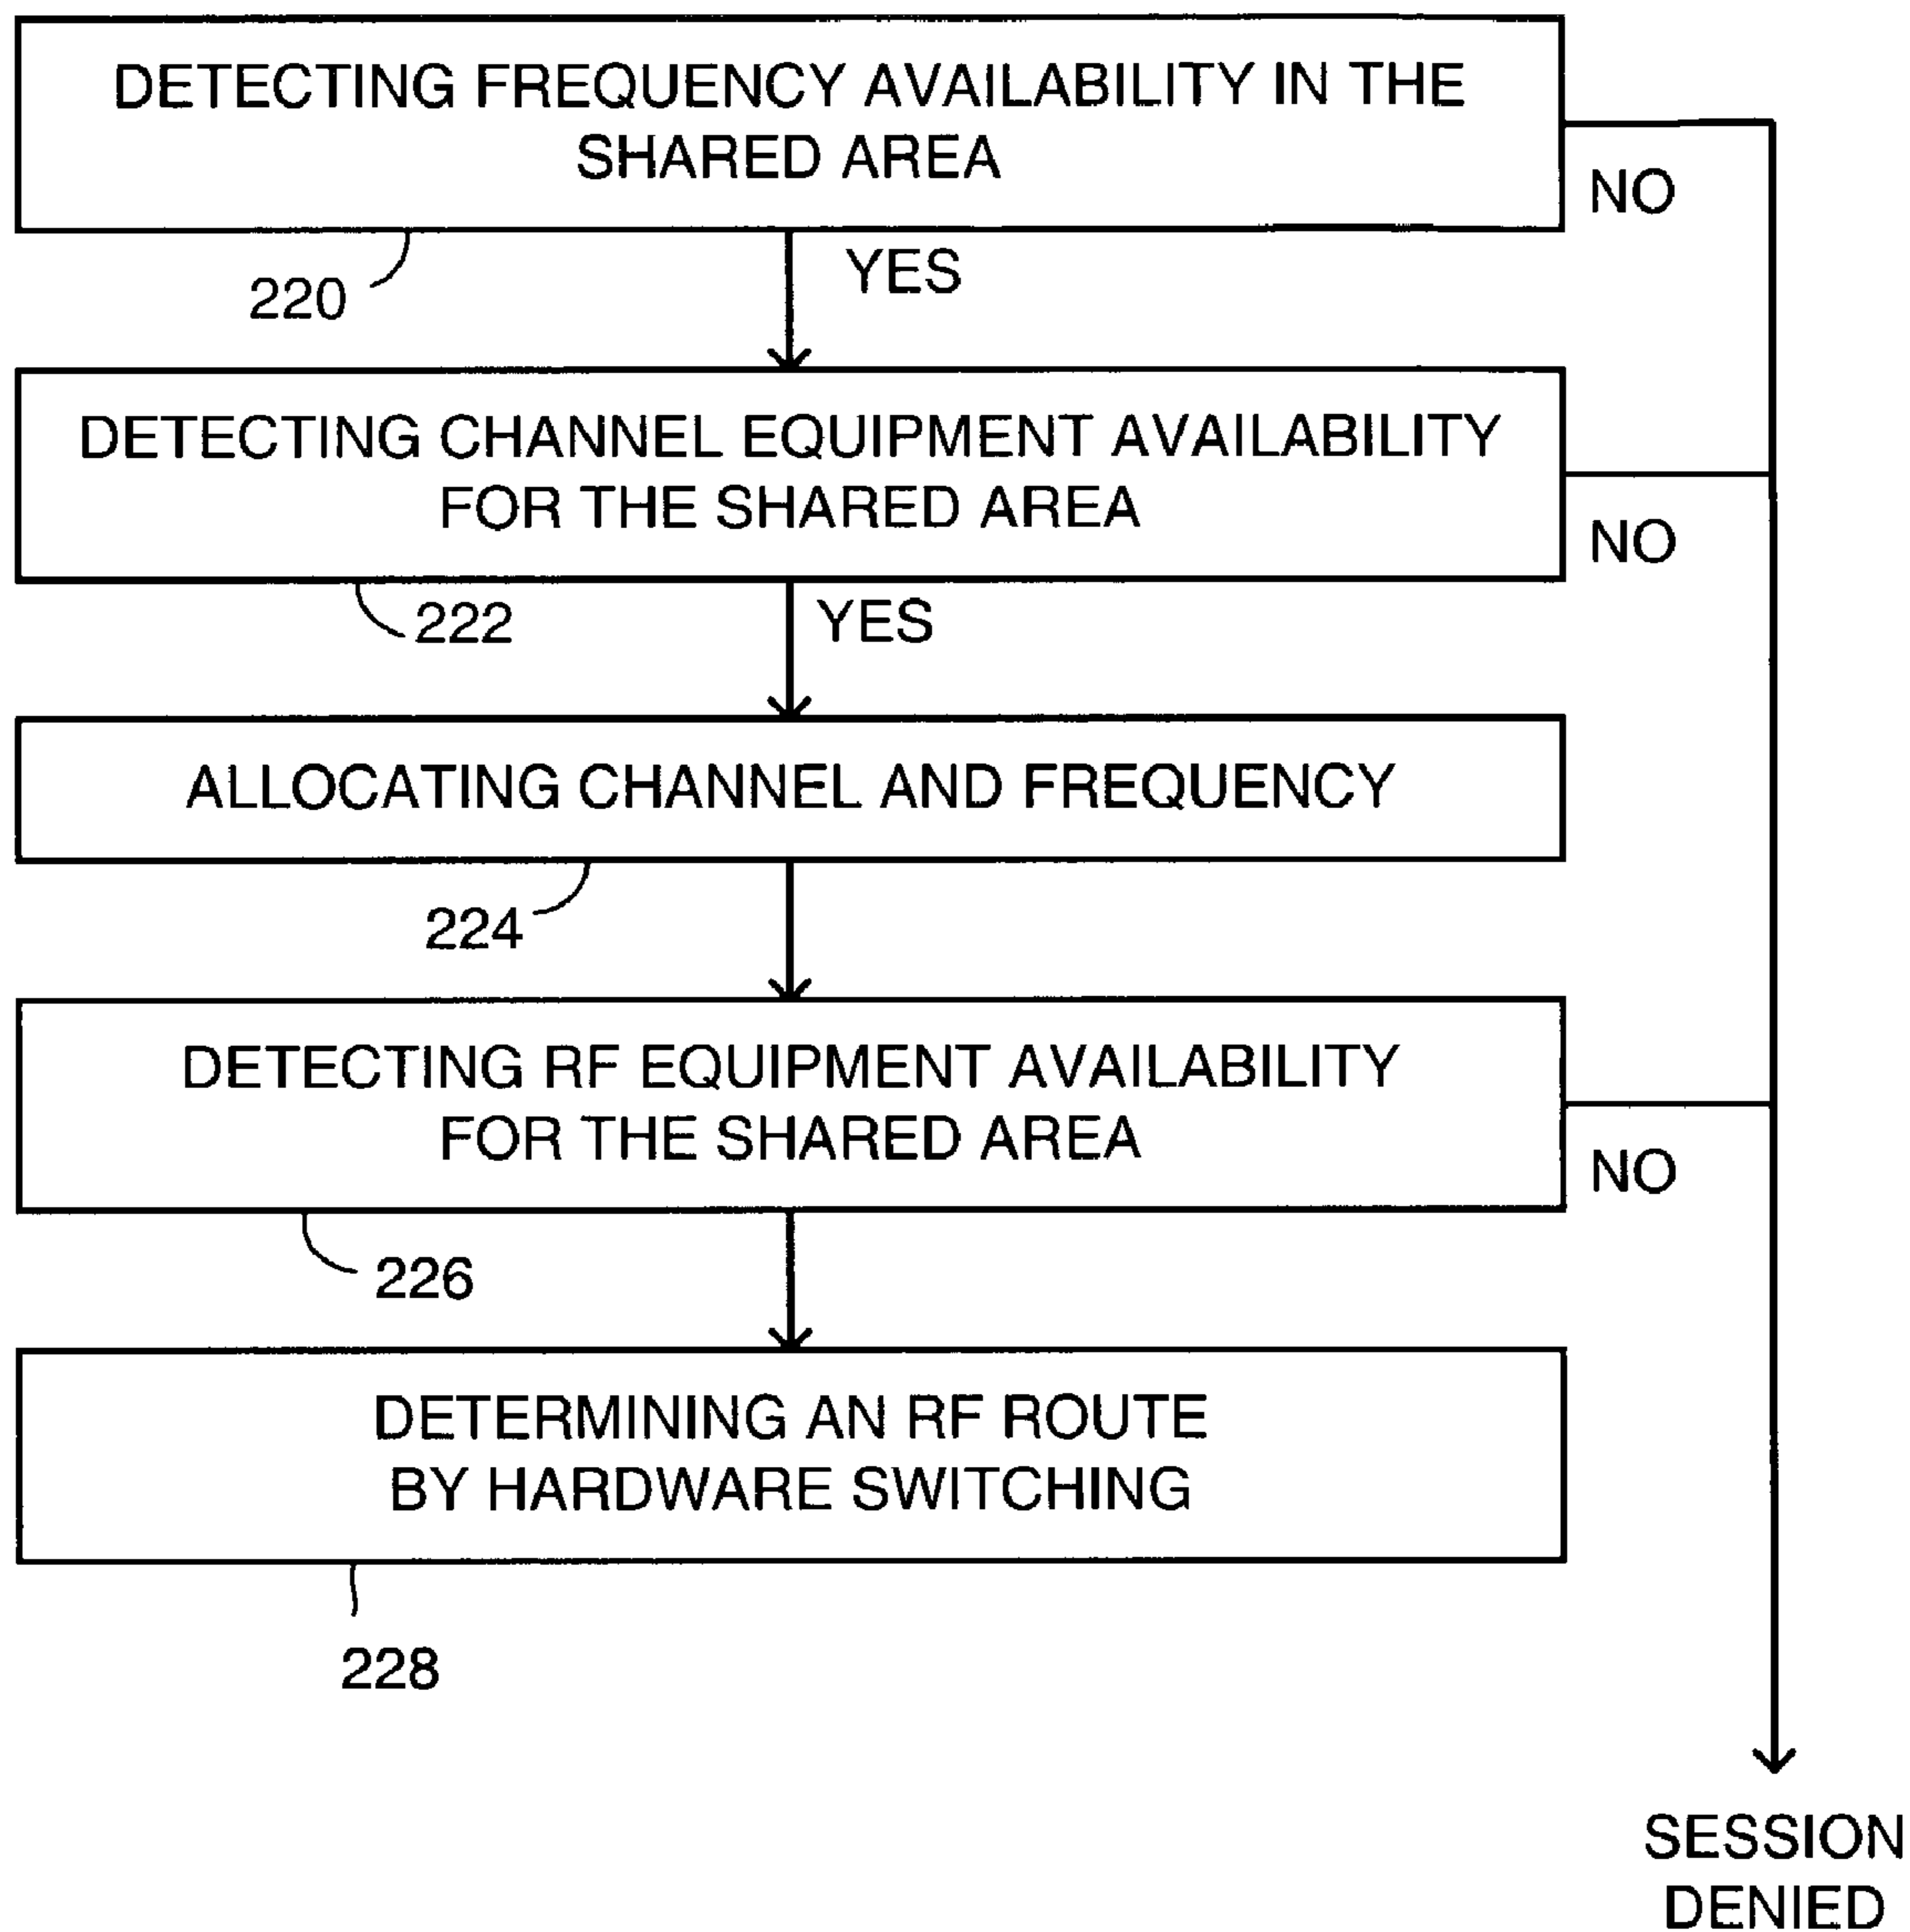 DETECTING FREQUENCY AVAILABILITY IN THE
SHARED AREA
NO
YES
220
DETECTING CHANNEL EQUIPMENT AVAILABILITY
FOR THE SHARED AREA
NO
222
YES
ALLOCATING CHANNEL AND FREQUENCY
224
DETECTING RF EQUIPMENT AVAILABILITY
FOR THE SHARED AREA
NO
226
DETERMINING AN RF ROUTE
BY HARDWARE SWITCHING
228
SESSION
DENIED